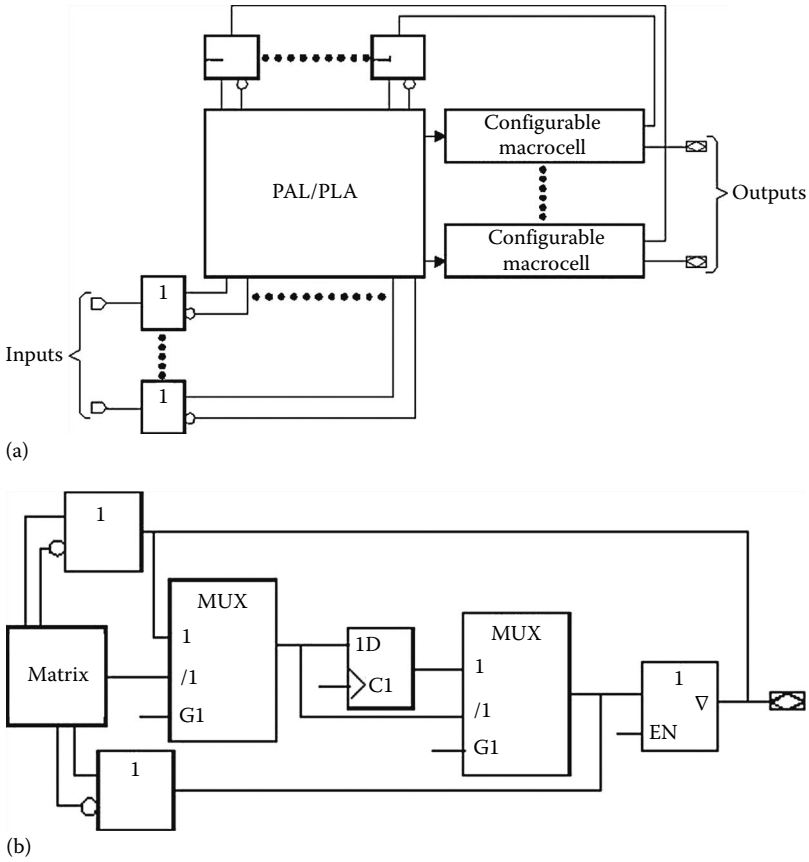 Configurable
macrocell
PAL/PLA
Outputs
Configurable
macrocell
1
Inputs
1
(a)
1
MUX
MUX
1
1D
1
1
Matrix
/1
C1
/1
∇
G1
G1
EN
1
(b)